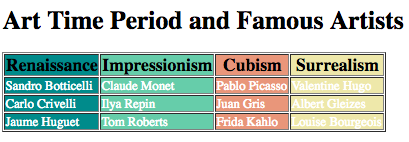 Art Time Period and Famous Artists
Renaissance Impressionism Cubism Surrealism
Sandro Botticelli Claude Monet Pablo Picasso Valentine Hugo
Carlo Crivelli Ilya Repin Juan Gris Albert Gleizes
Jaume Huguet Tom Roberts Frida Kahlo Louise Bourgeois